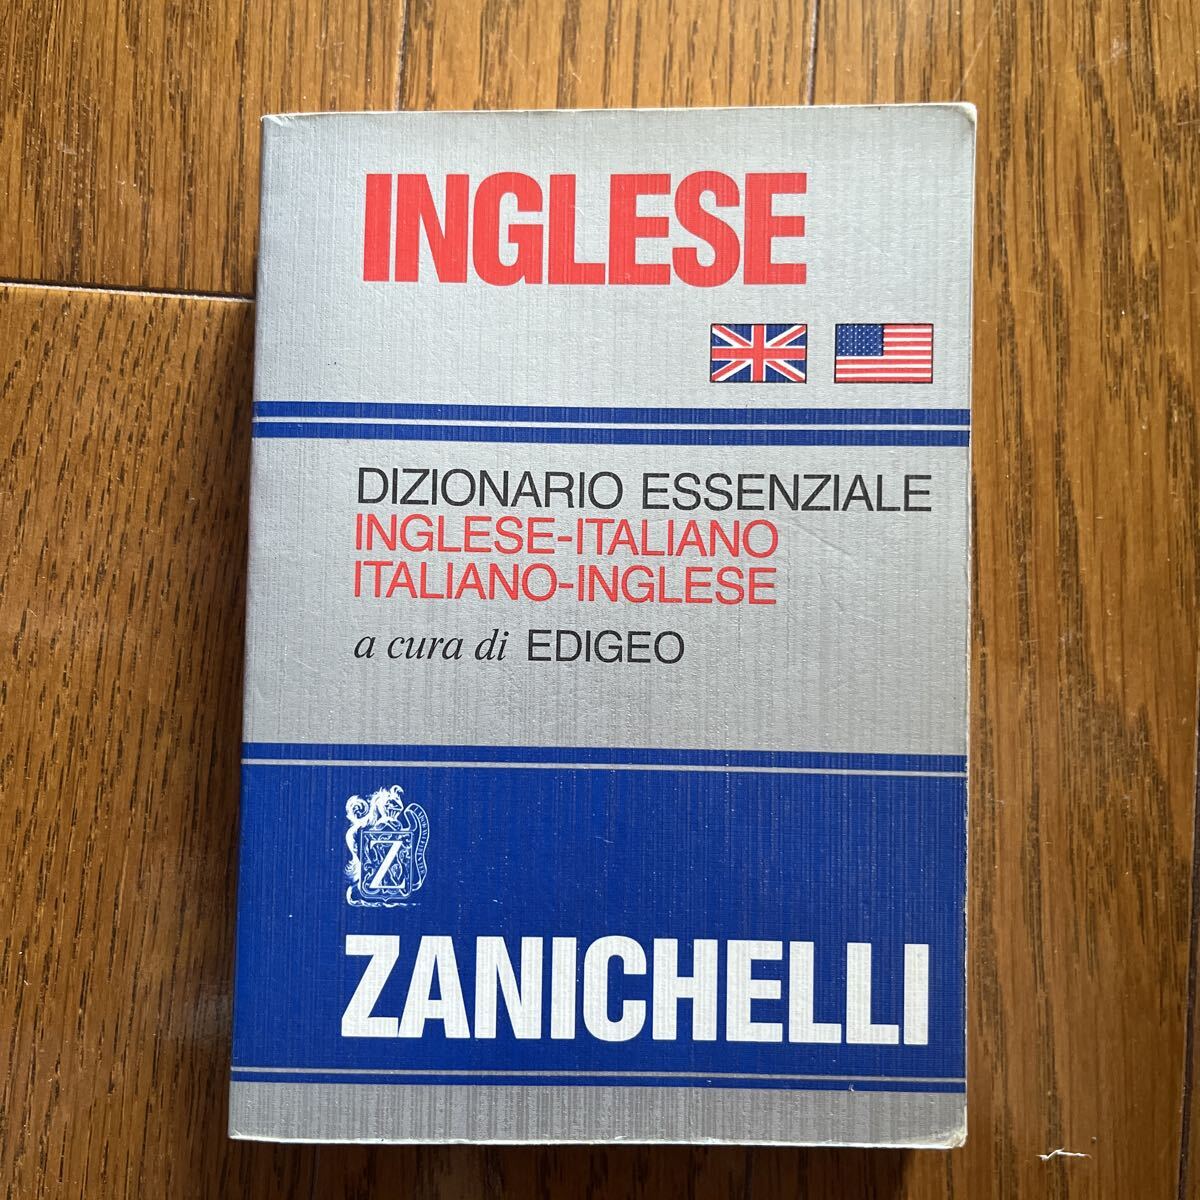 INGLESE
DIZIONARIO ESSENZIALE
INGLESE-ITALIANO
ITALIANO-INGLESE
a cura di EDIGEO
Z
ZANICHELLI